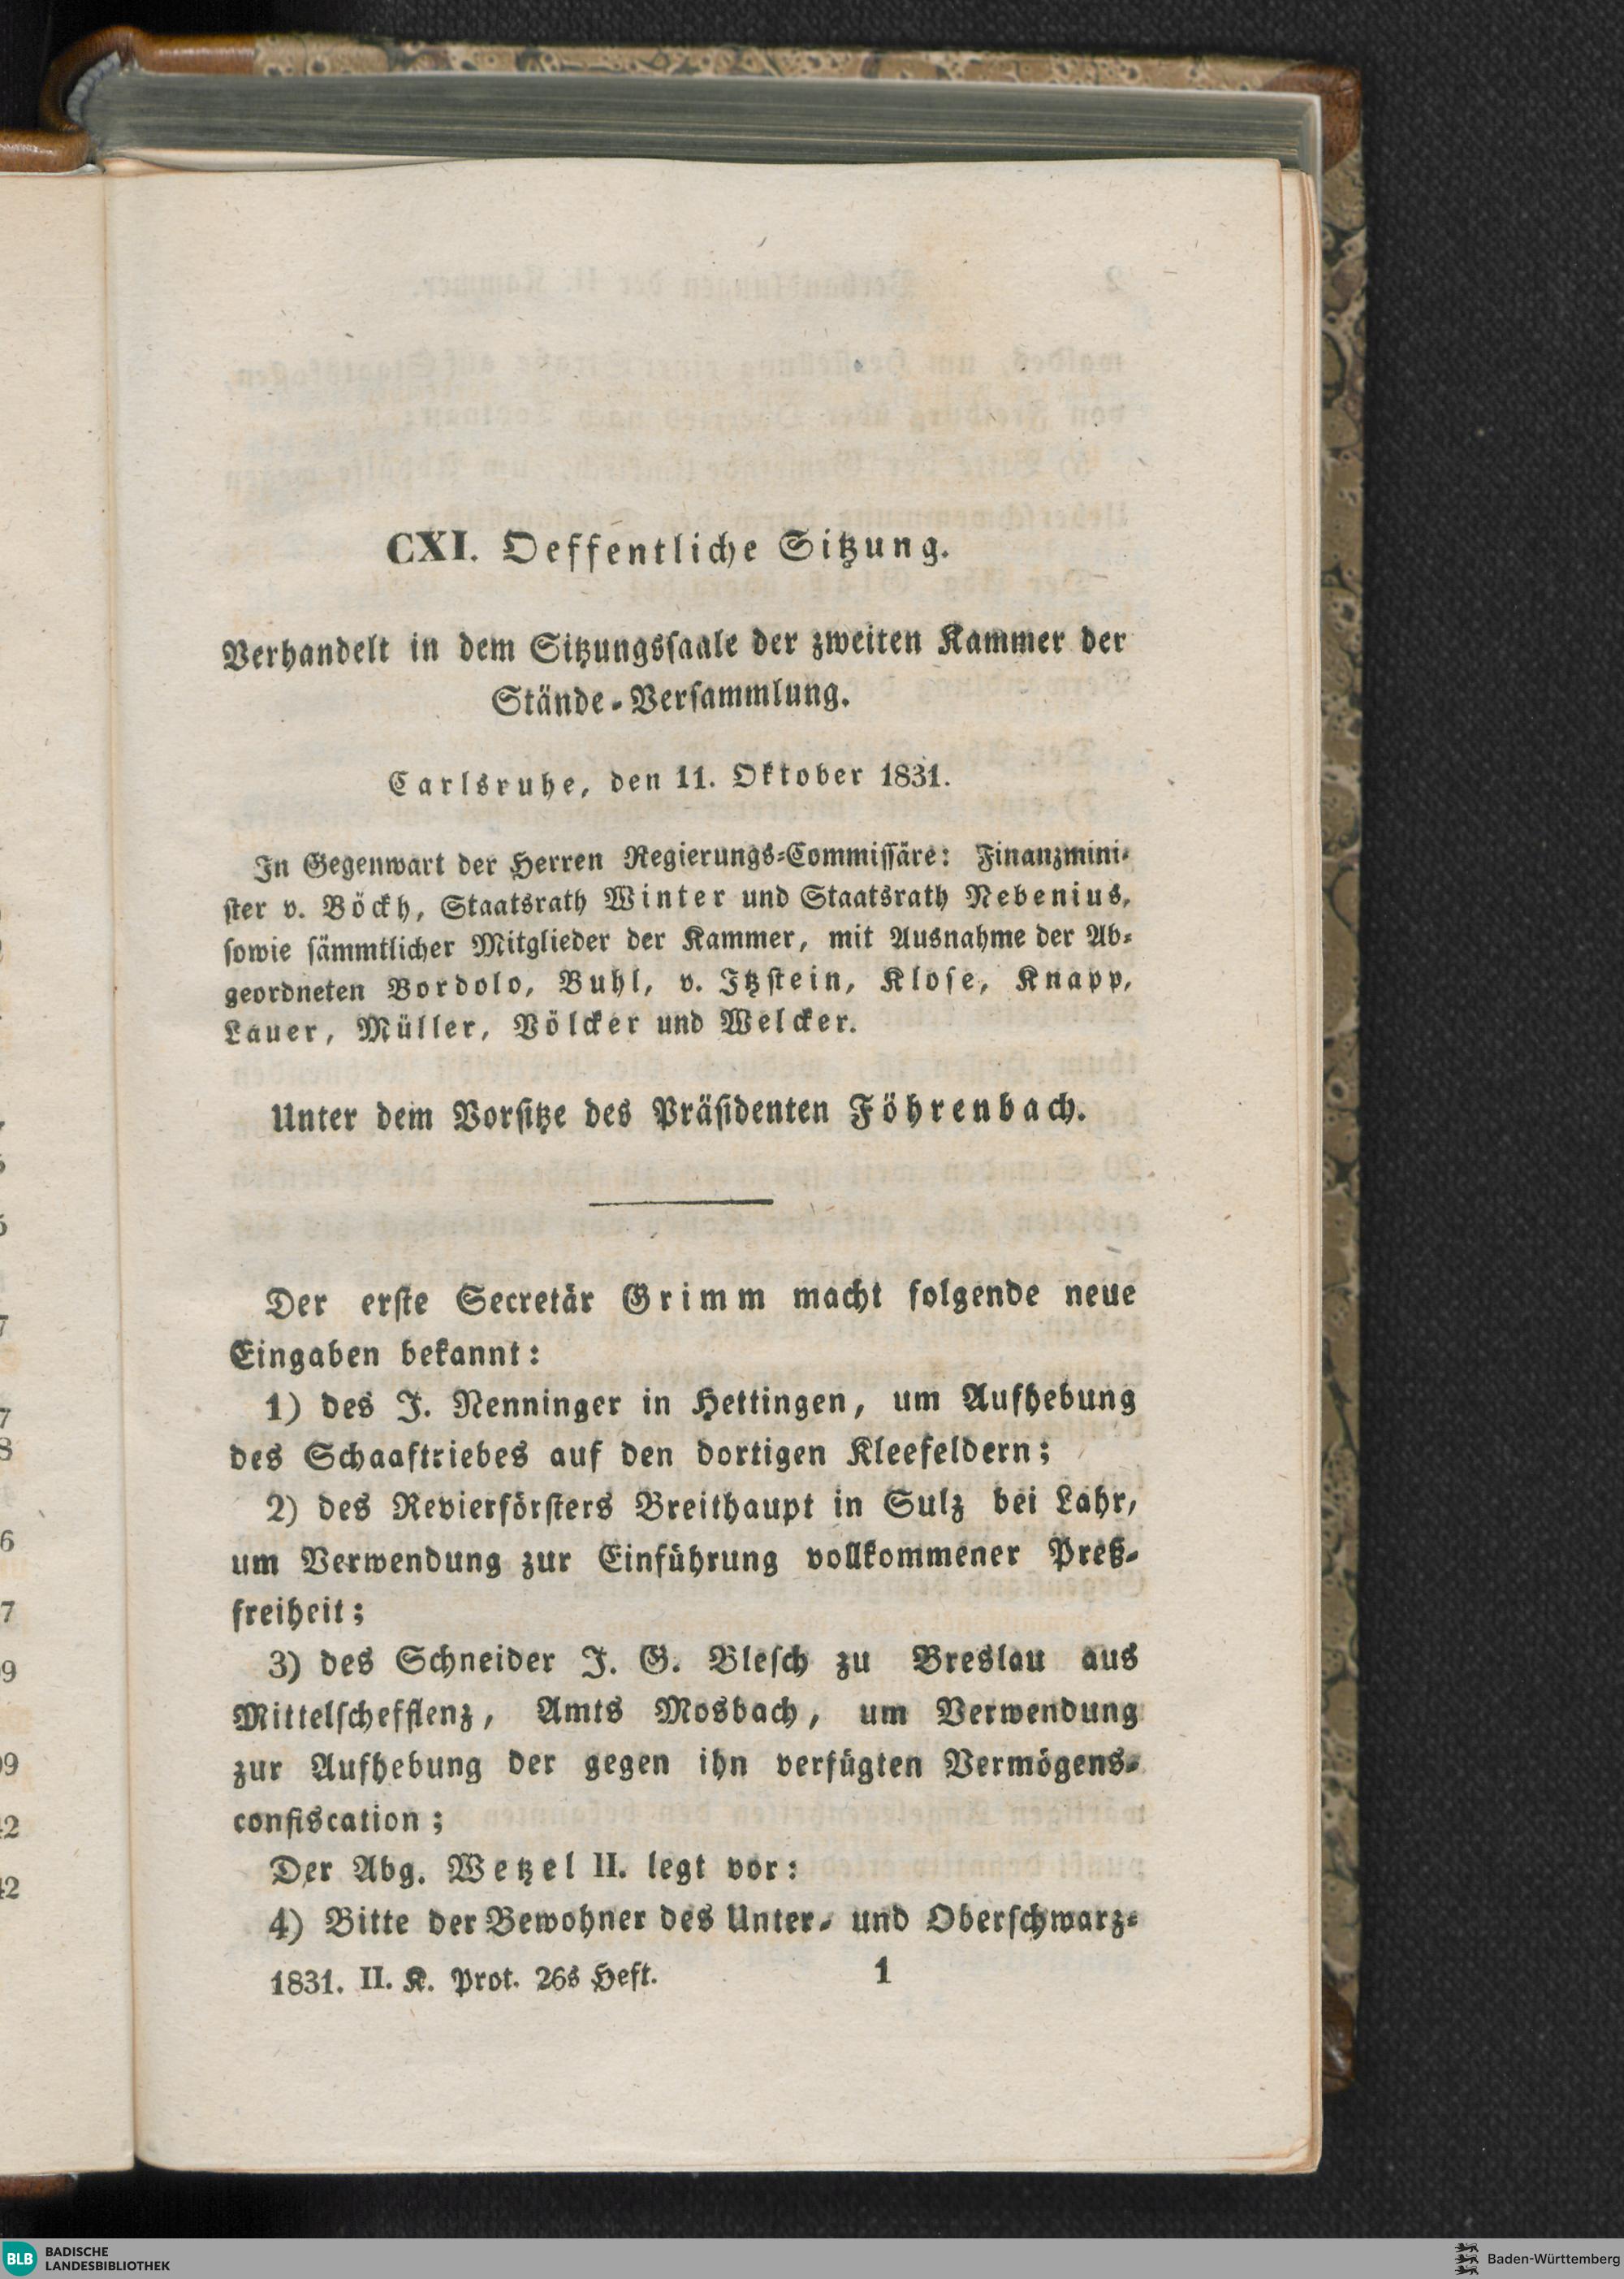 CXI. Oeffentliche Sitzung.
Verhandelt in dem Sitzungsſaale der zweiten Kammer der
Stände-Verſammlung.
Carlsruhe, den 11. Oktober 1831.
In Gegenwart der Herren Regierungs-Commiſſäre: Finanzmini-
ſter v. Böckh, Staatsrath Winter und Staatsrath Nebenius,
ſowie ſämmtlicher Mitglieder der Kammer, mit Ausnahme der Ab-
geordneten Bordolo, Buhl, v. Itzſtein, Kloſe, Knapp,
Lauer, Müller, Völcker und Welcker.
Unter dem Vorſitze des Präſidenten Föhrenbach.
Der erſte Secretär Grimm macht folgende neue
Eingaben bekannt:
1) des J. Nenninger in Hettingen, um Aufhebung
des Schaaftriebes auf den dortigen Kleefeldern;
2) des Revierförſters Breithaupt in Sulz bei Lahr,
um Verwendung zur Einführung vollkommener Preß-
freiheit;
3) des Schneider J. G. Bleſch zu Breslau aus
Mittelſchefflenz, Amts Mosbach, um Verwendung
zur Aufhebung der gegen ihn verfügten Vermögens-
confiscation;
Der Abg. Wetzel II. legt vor:
4) Bitte der Bewohner des Unter- und Oberſchwarz-
1831. II. K. Prot. 26s Heft. 1
BLB BADISCHE
LANDESBIBLIOTHEK
Baden-Württemberg